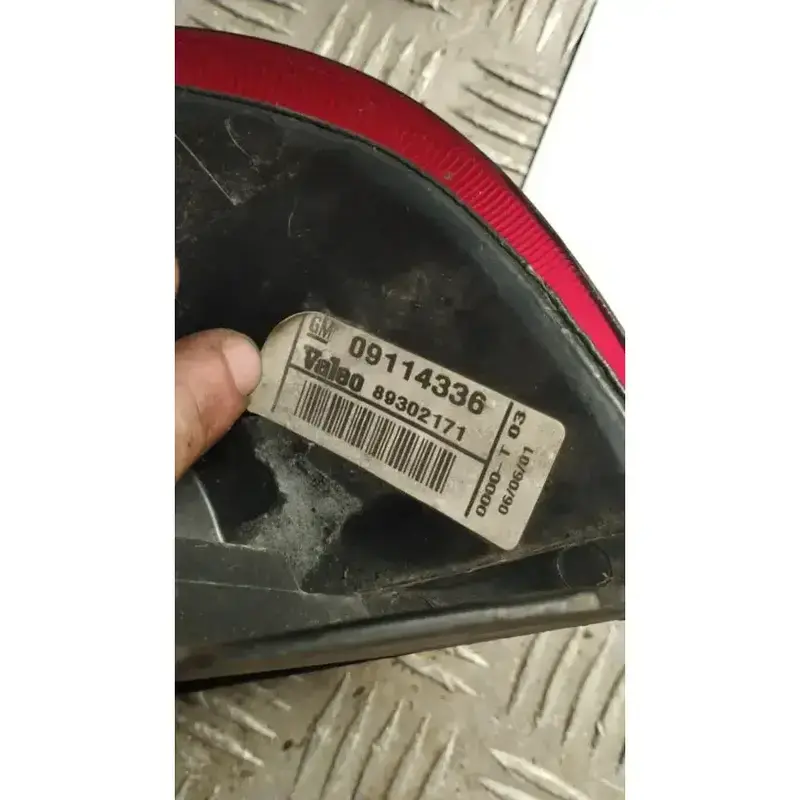 GM 09114336
Valeo 89302171
0000- T 03
06/06/01